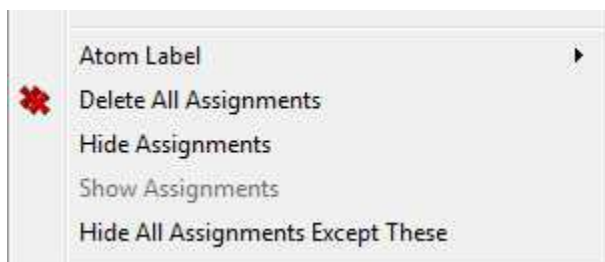 Atom Label
Delete All Assignments
Hide Assignments
Show Assignments
Hide All Assignments Except These